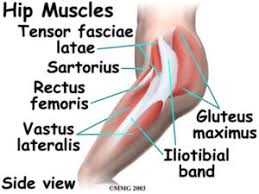 Hip Muscles
Tensor fasciae
latae
Sartorius
Rectus
femoris
Vastus
lateralis
Gluteus
maximus
Iliotibial
band
Side view
©MMG 2003